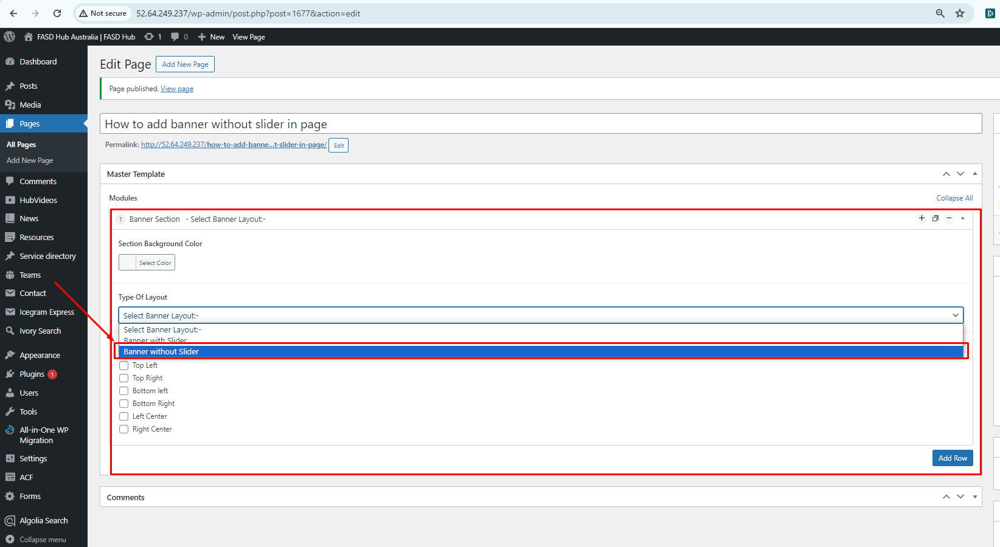 Not secure 52.64.249.237/wp-admin/post.php?post=1677&action=edit
FASD Hub Australia | FASD Hub 1 0 New View Page
Dashboard
Posts
Media
Pages
All Pages
Add New Page
Comments
HubVideos
News
Resources
Service directory
Teams
Contact
Icegram Express
Ivory Search
Appearance
Plugins 1
Users
Tools
All-in-One WP
Migration
Settings
ACF
Forms
Algolia Search
Collapse menu
Edit Page Add New Page
Page published. View page
How to add banner without slider in page
Permalink: http://52.64.249.237/how-to-add-banne...t-slider-in-page/ Edit
Master Template
Modules Collapse All
1 Banner Section - Select Banner Layout:-
Section Background Color
Select Color
Type Of Layout
Select Banner Layout:-
Select Banner Layout:-
Banner with Slider
Banner without Slider
Top Left
Top Right
Bottom left
Bottom Right
Left Center
Right Center
Add Row
Comments